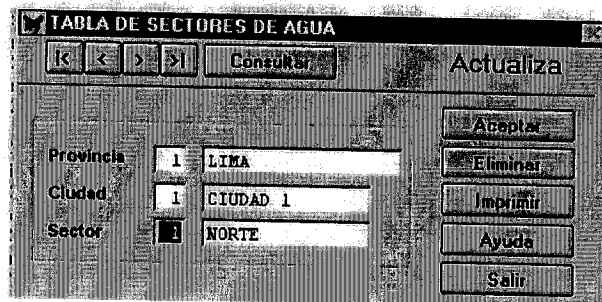 TABLA DE SECTORES DE AGUA
|< < > >| Consultar Actualiza
Aceptar
Provincia 1 LIMA
Eliminar
Ciudad 1 CIUDAD 1
Imprimir
Sector 1 NORTE
Ayuda
Salir